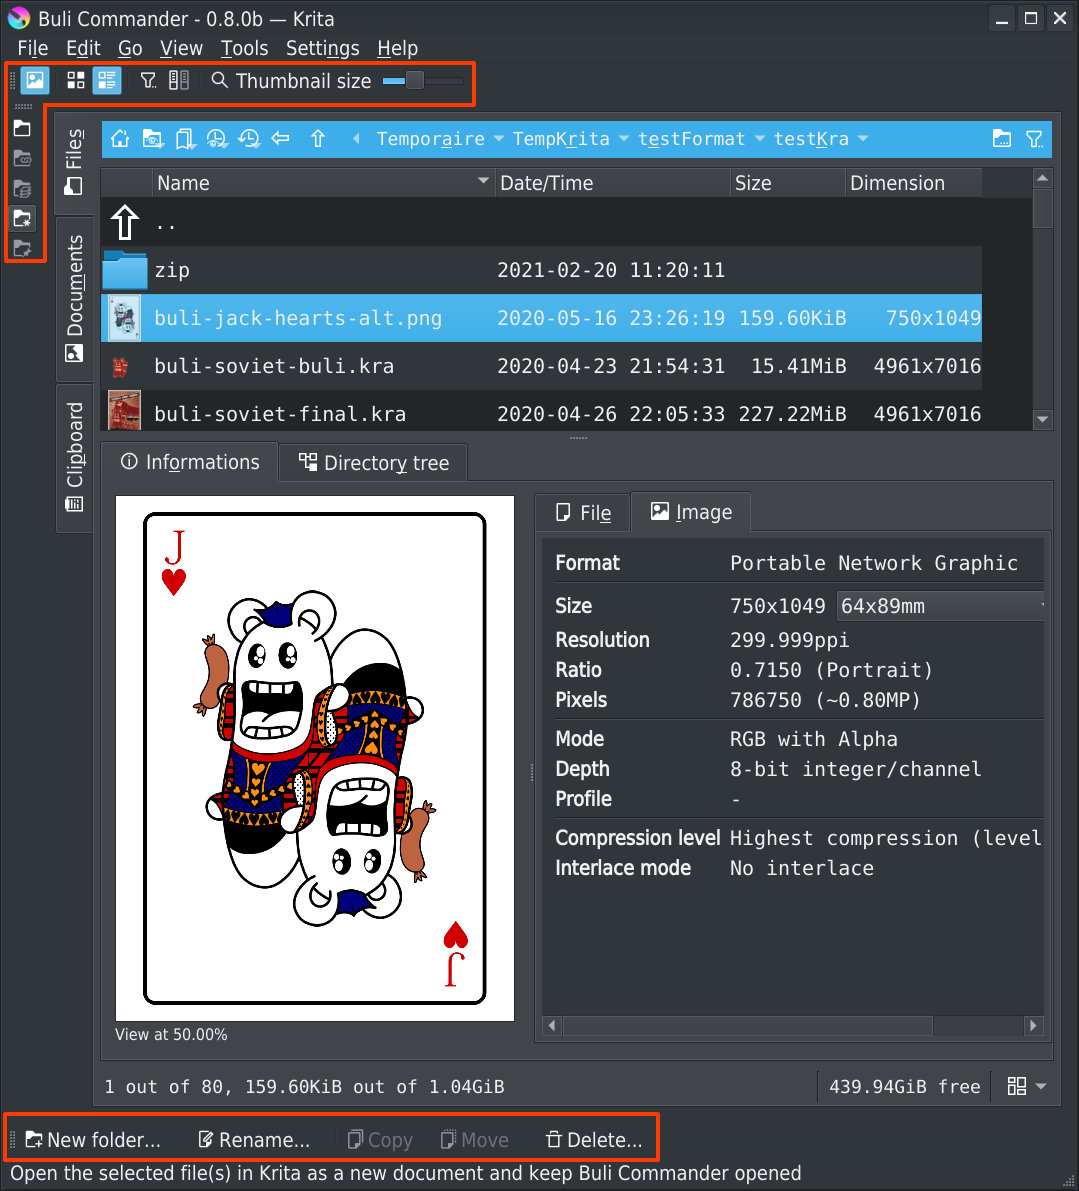 Buli Commander - 0.8.0b — Krita
File Edit Go View Tools Settings Help
Thumbnail size
Files
Documents
Clipboard
Temporaire TempKrita testFormat testKra
Name Date/Time Size Dimension
..
zip 2021-02-20 11:20:11
buli-jack-hearts-alt.png 2020-05-16 23:26:19 159.60KiB 750x1049
buli-soviet-buli.kra 2020-04-23 21:54:31 15.41MiB 4961x7016
buli-soviet-final.kra 2020-04-26 22:05:33 227.22MiB 4961x7016
Informations Directory tree
J
J
View at 50.00%
File Image
Format Portable Network Graphic
Size 750x1049 64x89mm
Resolution 299.999ppi
Ratio 0.7150 (Portrait)
Pixels 786750 (~0.80MP)
Mode RGB with Alpha
Depth 8-bit integer/channel
Profile -
Compression level Highest compression (level
Interlace mode No interlace
1 out of 80, 159.60KiB out of 1.04GiB 439.94GiB free
New folder... Rename... Copy Move Delete...
Open the selected file(s) in Krita as a new document and keep Buli Commander opened